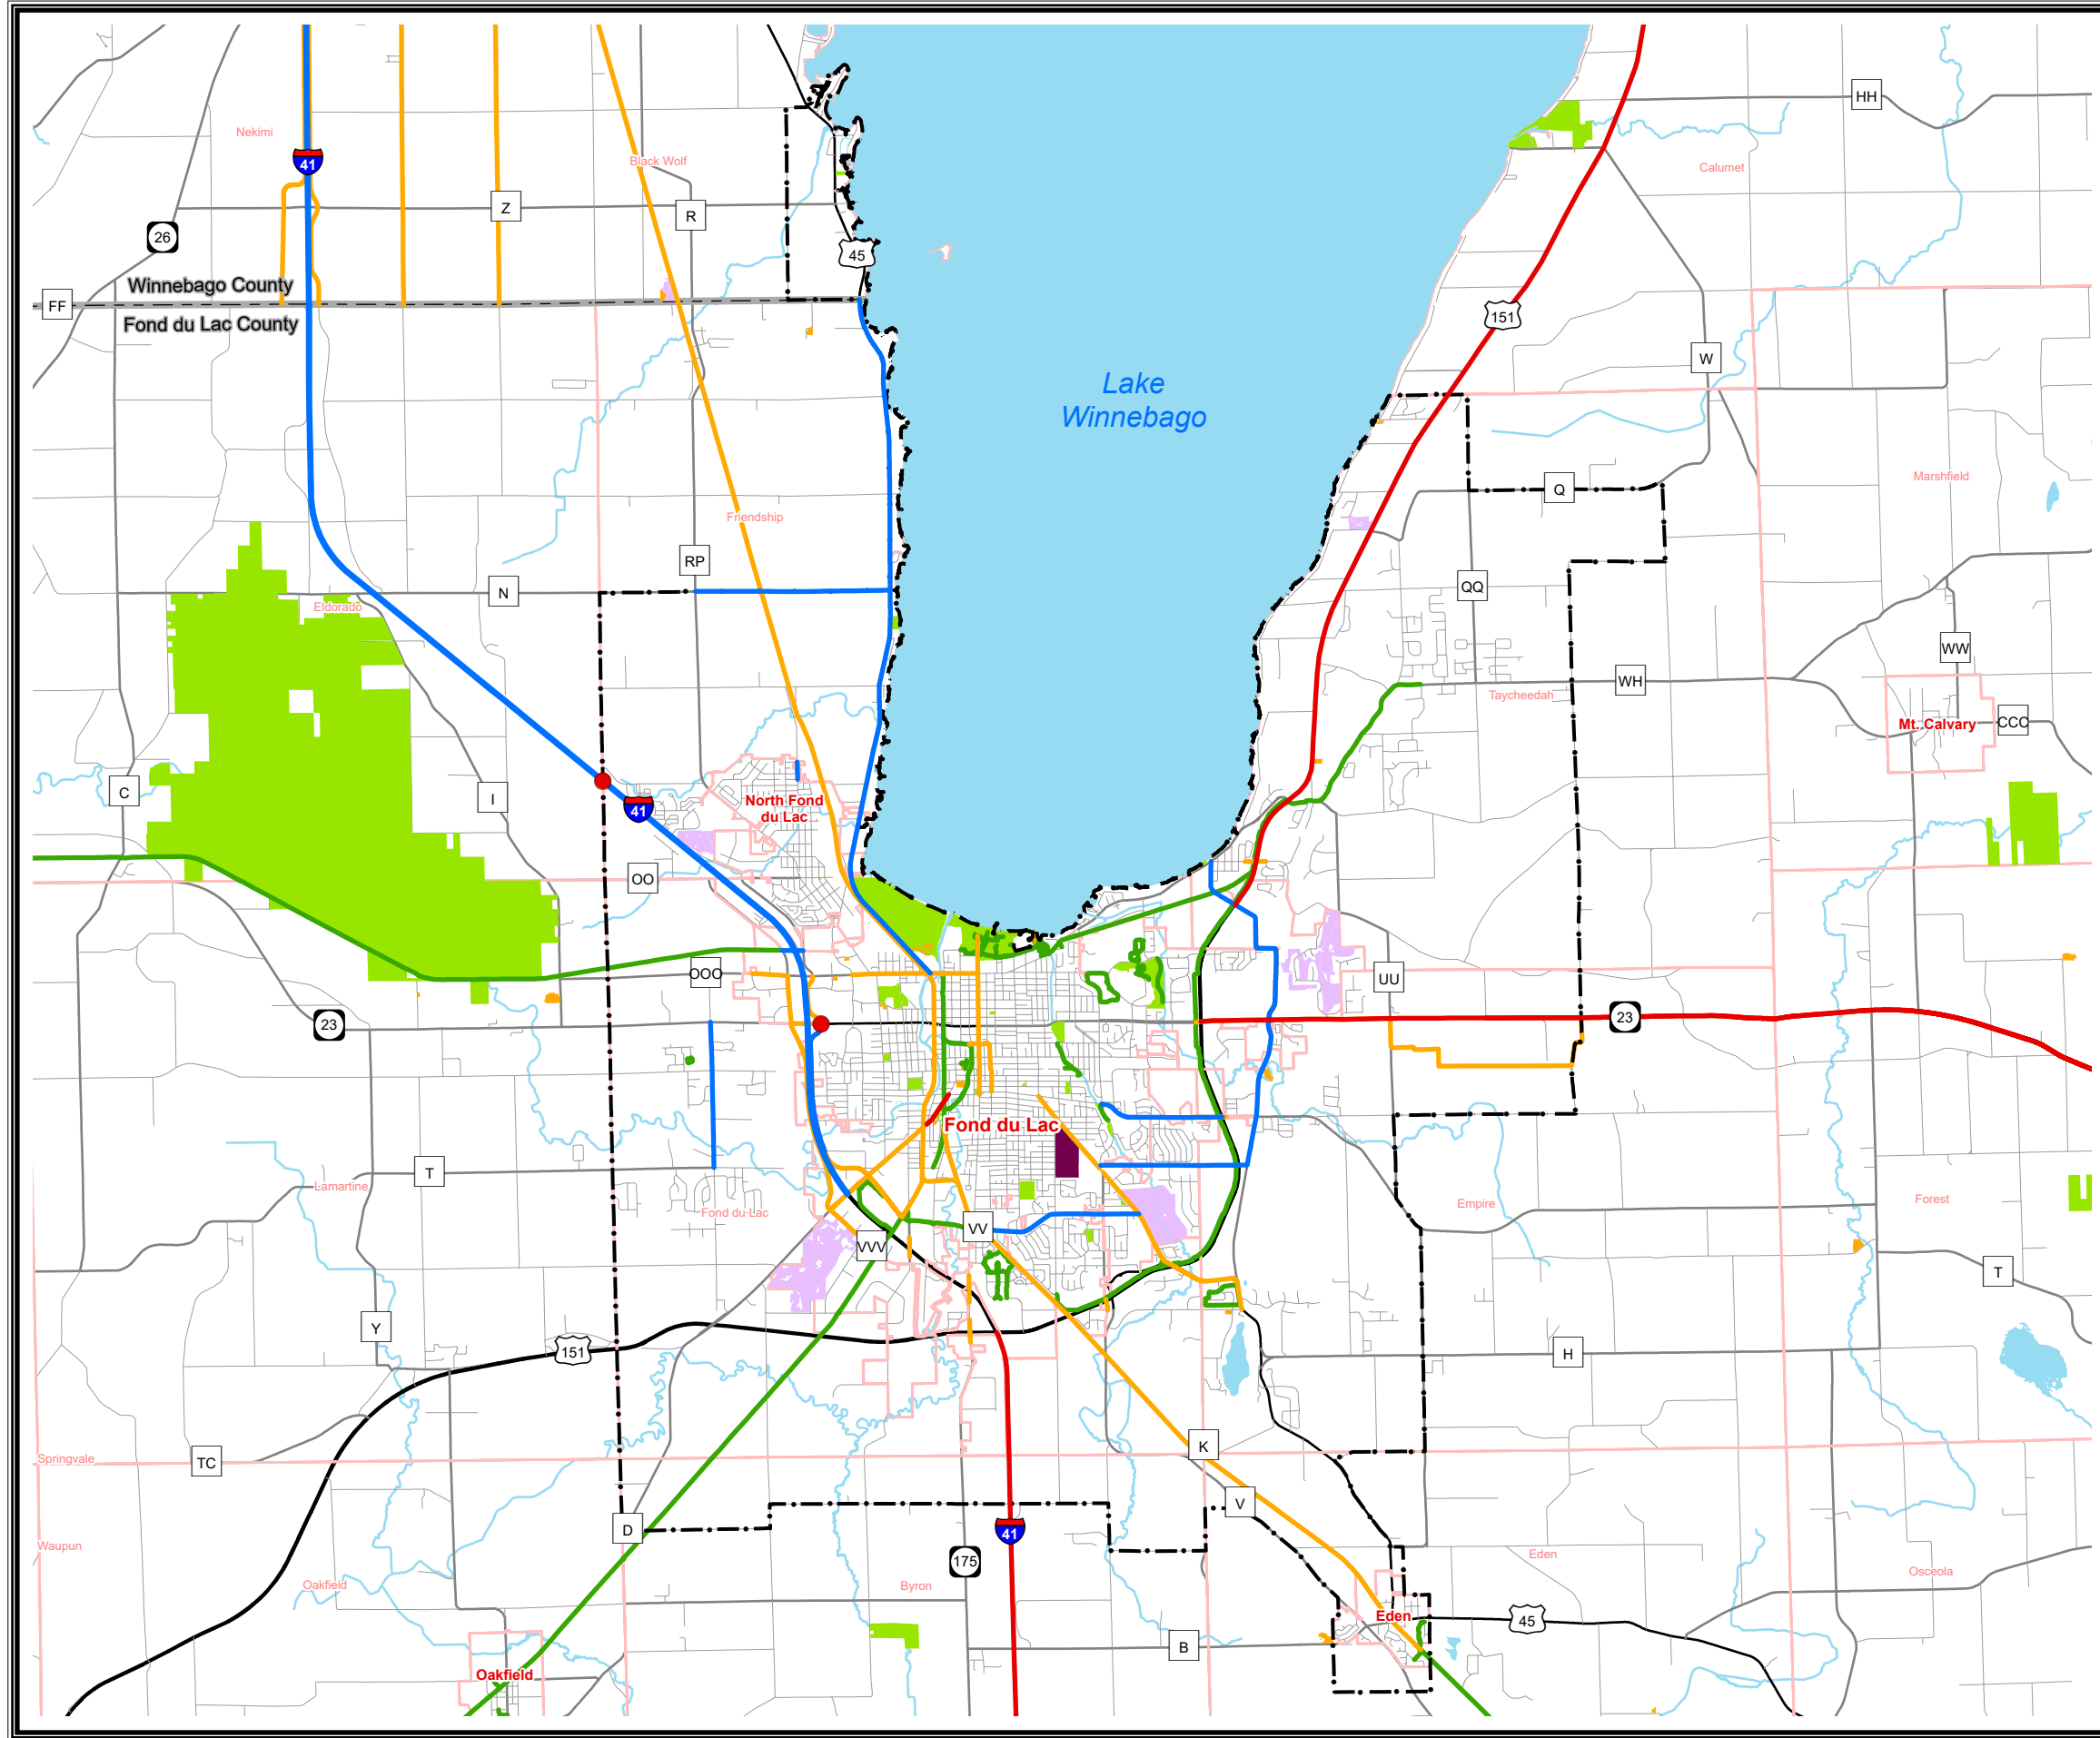 HH
Nekimi
41
Black Wolf
Calumet
Z
R
26
45
Winnebago County
FF
151
Fond du Lac County
W
Lake
Winnebago
Marshfield
Q
Friendship
RP
QQ
N
Eldorado
WW
WH
Taycheedah
Mt. Calvary
CCC
C
I
North Fond
du Lac
41
OO
OOO
UU
23
23
Fond du Lac
T
Lamartine
Empire
Forest
Fond du Lac
VV
VVV
T
Y
151
H
K
Springvale
TC
V
D
41
Waupun
175
Eden
Osceola
Oakfield
Byron
Eden
45
B
Oakfield